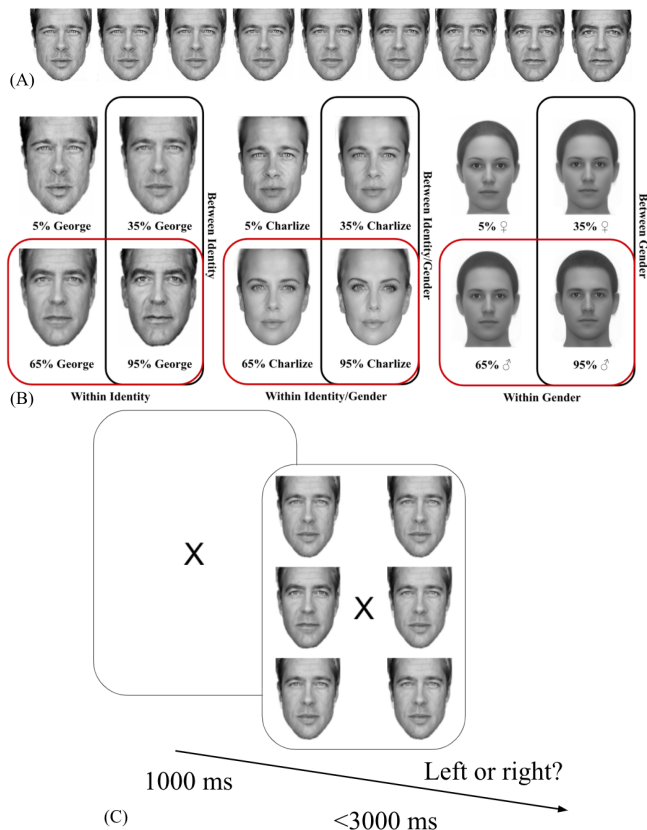 (A)
5% George
35% George
Between Identity
5% Charlize
35% Charlize
Between Identity/Gender
5% ♀
35% ♀
Between Gender
65% George
95% George
65% Charlize
95% Charlize
65% ♂
95% ♂
(B)
Within Identity
Within Identity/Gender
Within Gender
X
X
1000 ms
Left or right?
(C)
<3000 ms